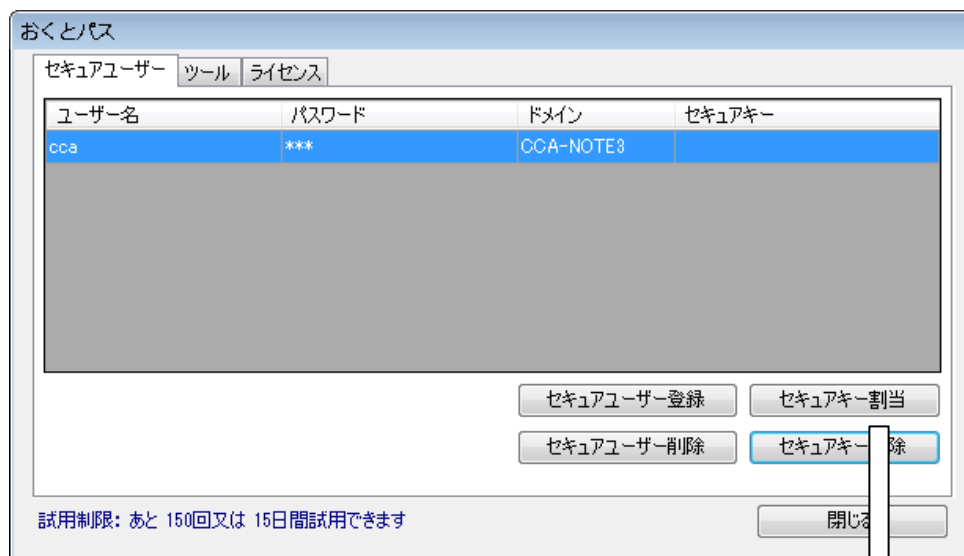 おくとパス
セキュアユーザー ツール ライセンス
ユーザー名 パスワード ドメイン セキュアキー
cca *** CCA-NOTE3
セキュアユーザー登録 セキュアキー割当
セキュアユーザー削除 セキュアキー 除
試用制限: あと 150回又は 15日間試用できます
閉じる